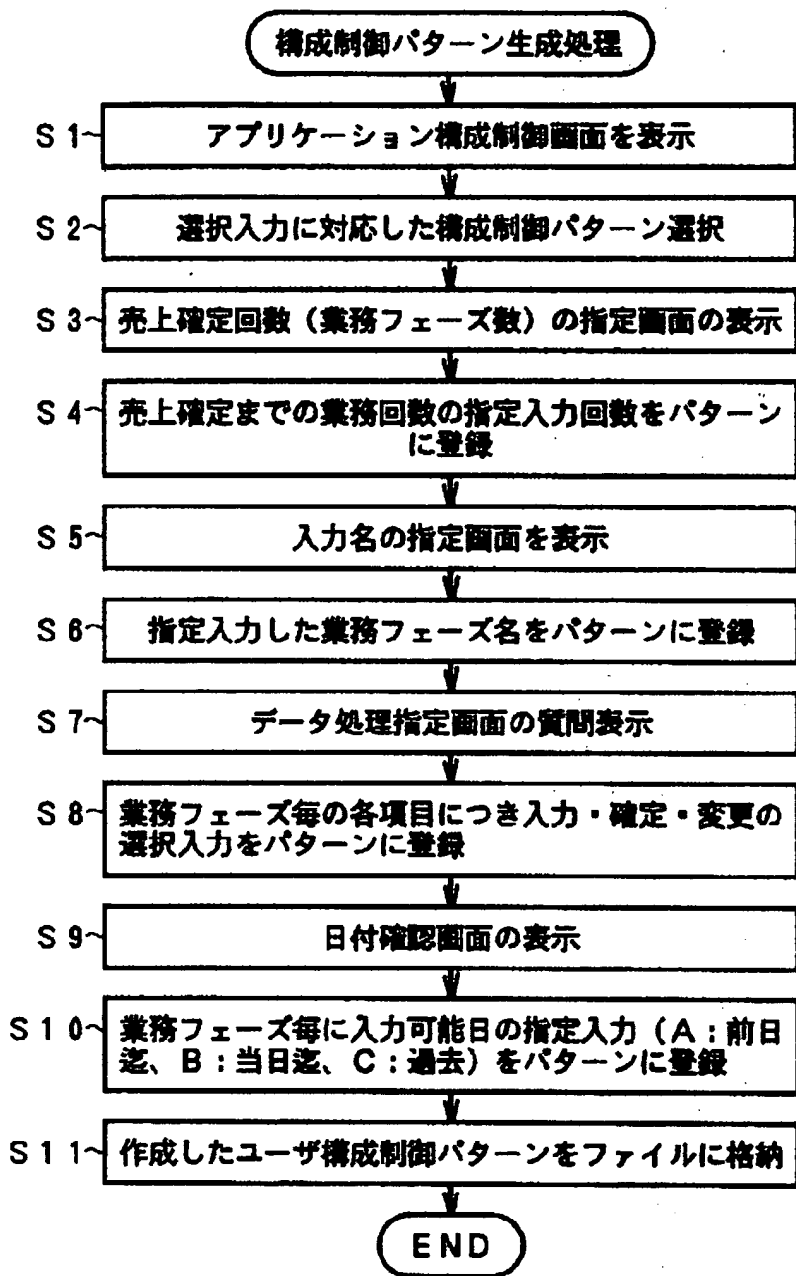 構成制御パターン生成処理
S1~ アプリケーション構成制御画面を表示
S2~ 選択入力に対応した構成制御パターン選択
S3~ 売上確定回数（業務フェーズ数）の指定画面の表示
S4~ 売上確定までの業務回数の指定入力回数をパターン
に登録
S5~ 入力名の指定画面を表示
S6~ 指定入力した業務フェーズ名をパターンに登録
S7~ データ処理指定画面の質問表示
S8~ 業務フェーズ毎の各項目につき入力・確定・変更の
選択入力をパターンに登録
S9~ 日付確認画面の表示
S10~ 業務フェーズ毎に入力可能日の指定入力（A：前日
迄、B：当日迄、C：過去）をパターンに登録
S11~ 作成したユーザ構成制御パターンをファイルに格納
END